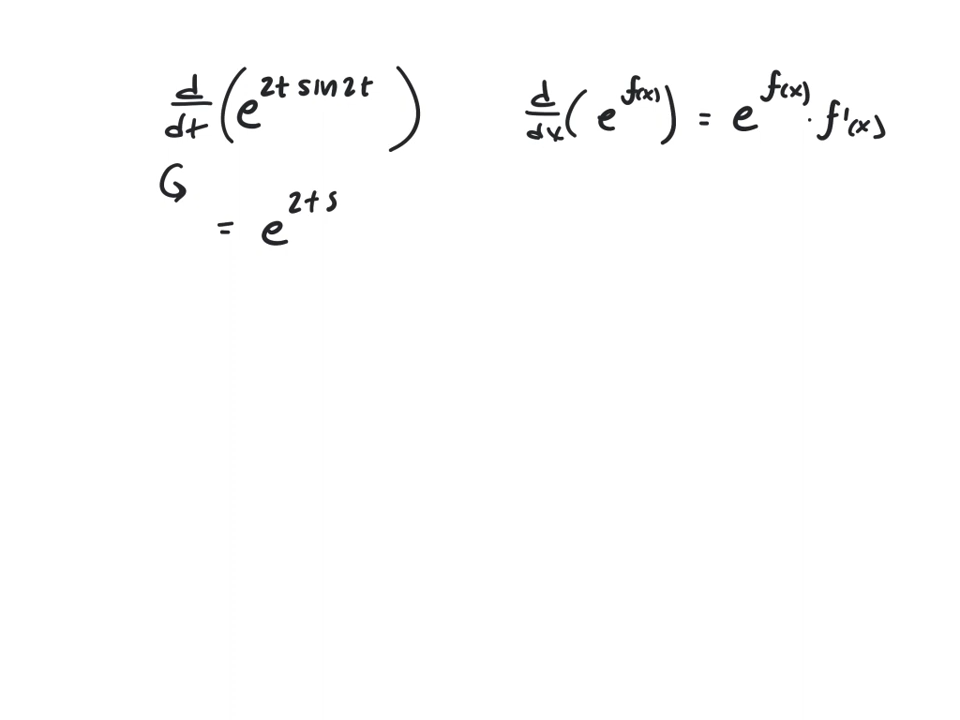 d/dt (e^{2t sin 2t}) d/dx (e^{f(x)}) = e^{f(x)} · f'(x)
= e^{2t s}